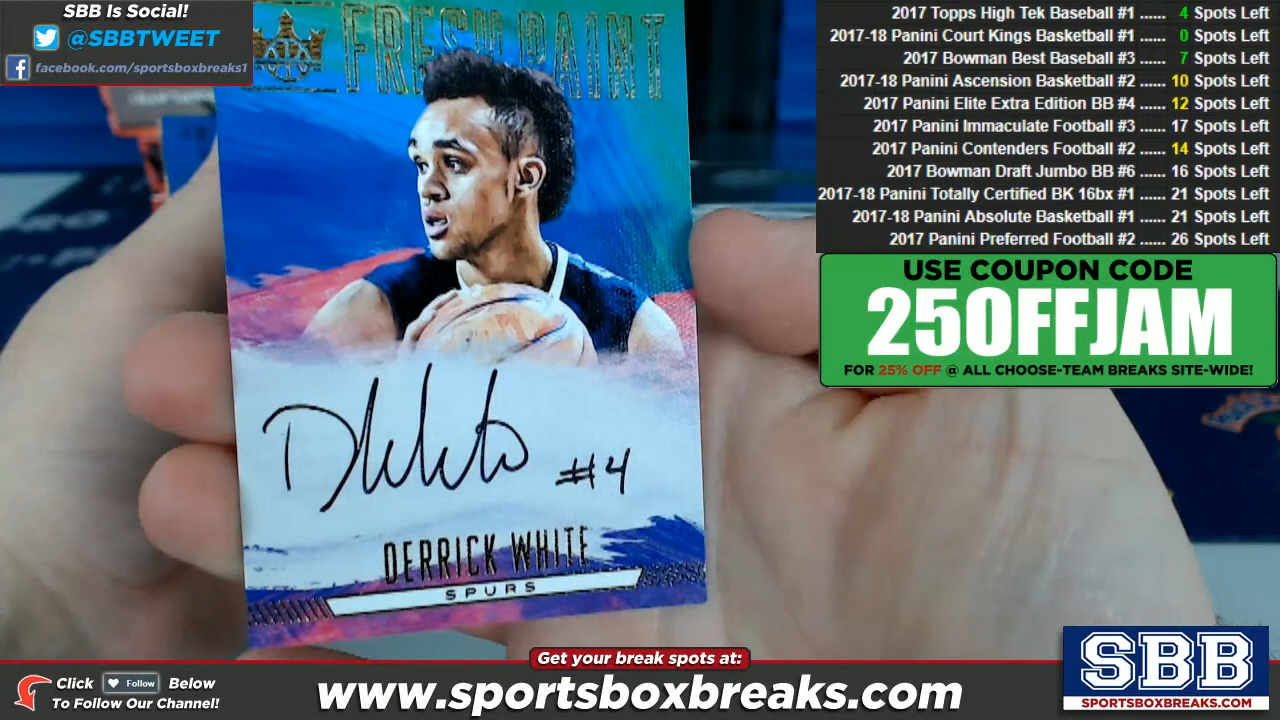 SBB Is Social!
@SBBTWEET
facebook.com/sportsboxbreaks1
FRESH PAINT
D White #4
DERRICK WHITE
SPURS
2017 Topps High Tek Baseball #1 ...... 4 Spots Left
2017-18 Panini Court Kings Basketball #1 ...... 0 Spots Left
2017 Bowman Best Baseball #3 ...... 7 Spots Left
2017-18 Panini Ascension Basketball #2 ...... 10 Spots Left
2017 Panini Elite Extra Edition BB #4 ...... 12 Spots Left
2017 Panini Immaculate Football #3 ...... 17 Spots Left
2017 Panini Contenders Football #2 ...... 14 Spots Left
2017 Bowman Draft Jumbo BB #6 ...... 16 Spots Left
2017-18 Panini Totally Certified BK 16bx #1 ...... 21 Spots Left
2017-18 Panini Absolute Basketball #1 ...... 21 Spots Left
2017 Panini Preferred Football #2 ...... 26 Spots Left
USE COUPON CODE
25OFFJAM
FOR 25% OFF @ ALL CHOOSE-TEAM BREAKS SITE-WIDE!
Get your break spots at:
Click Follow Below
To Follow Our Channel!
www.sportsboxbreaks.com
SBB
SPORTSBOXBREAKS.COM